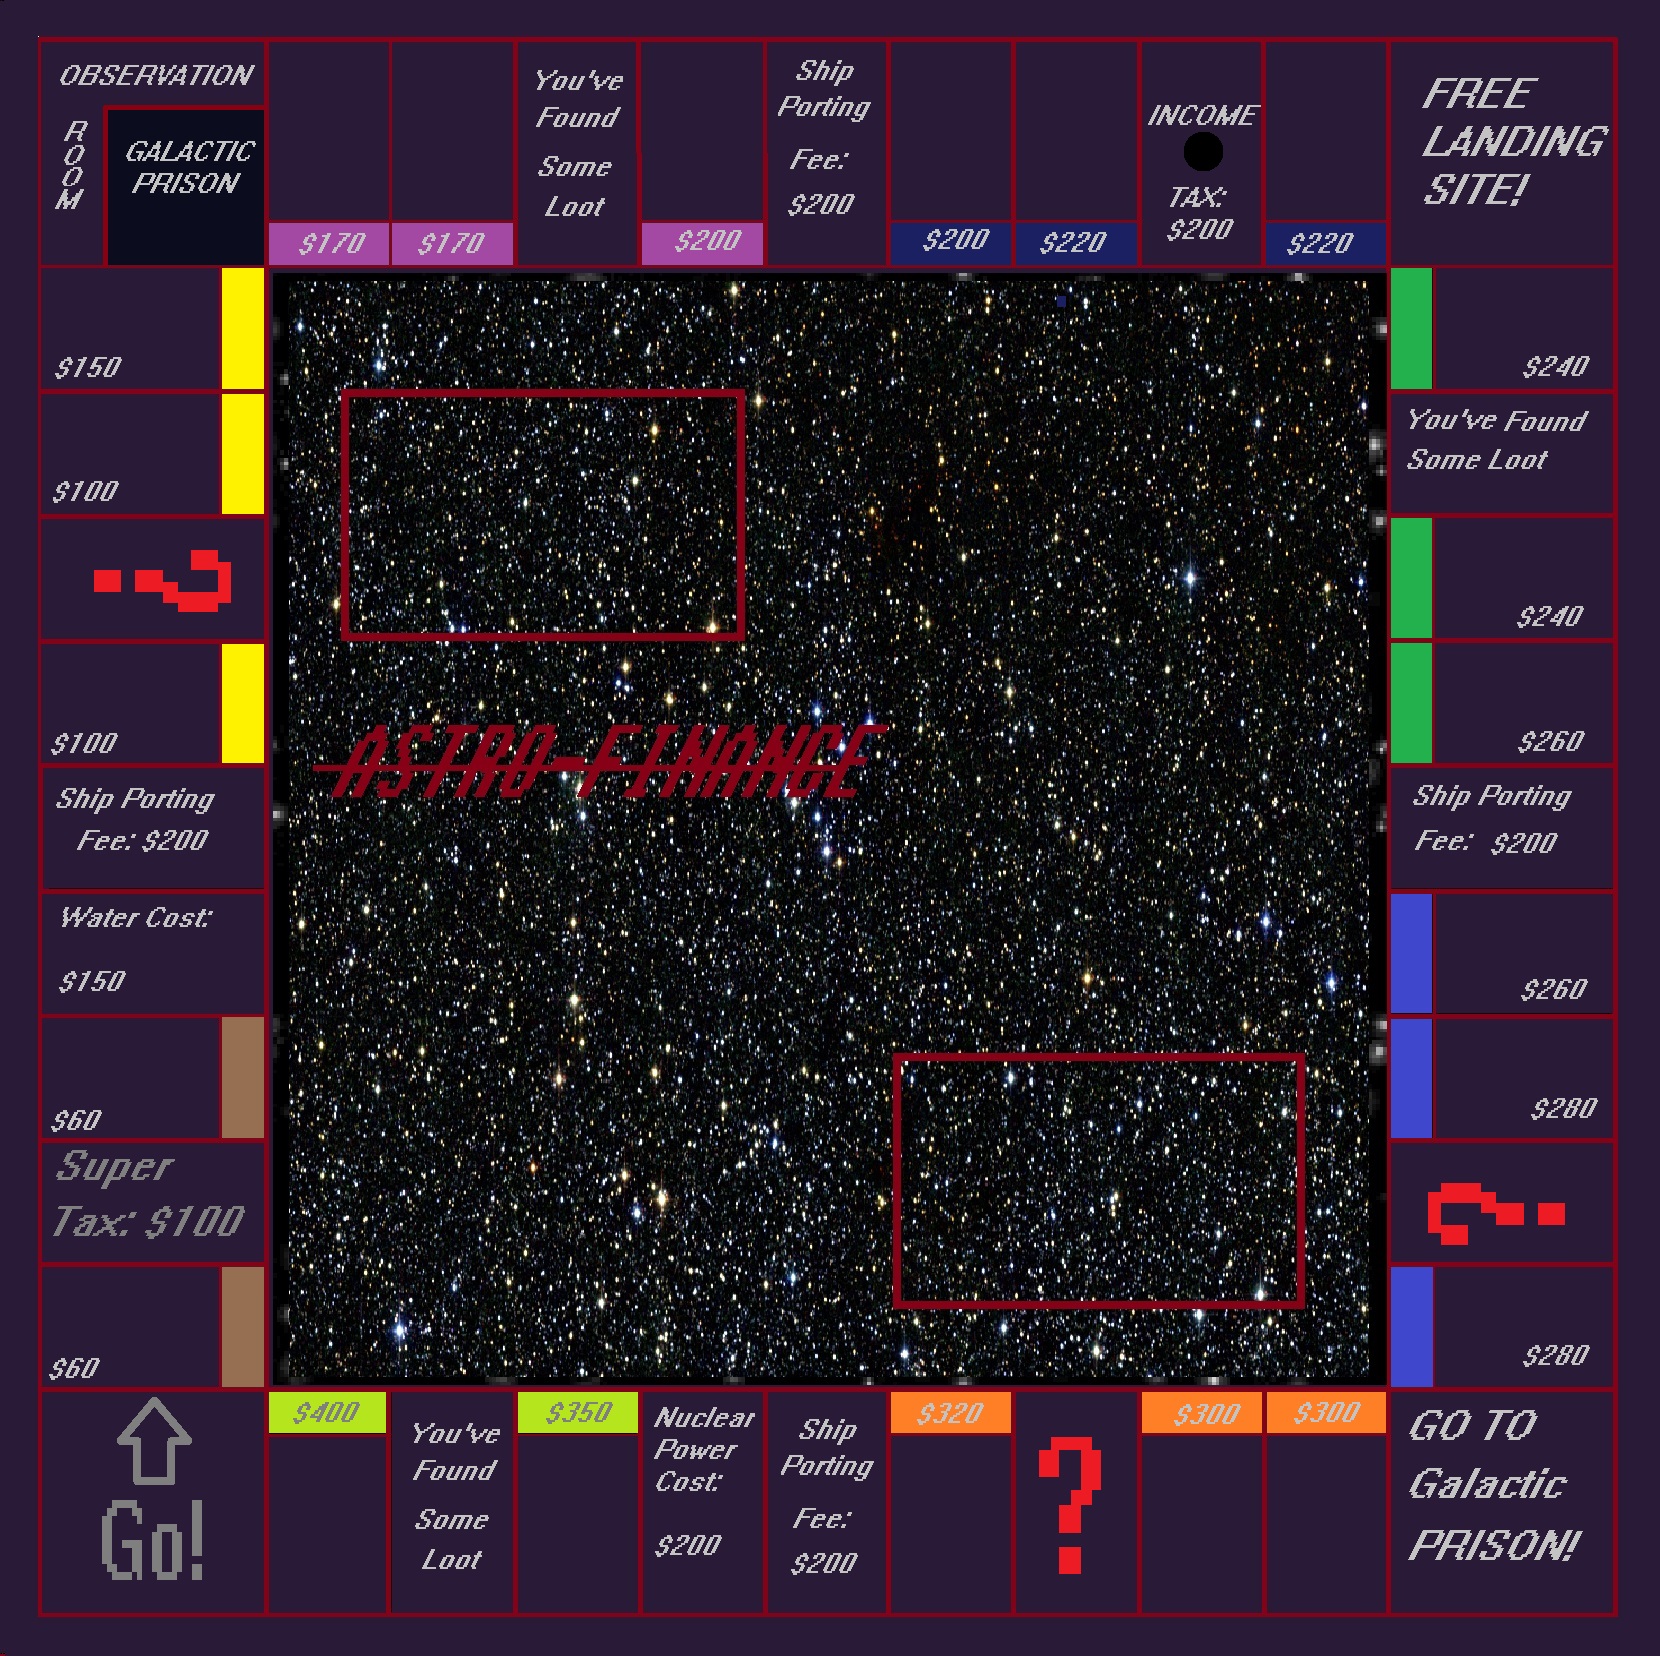 OBSERVATION
ROOM
GALACTIC
PRISON
$170
$170
You've
Found
Some
Loot
$200
Ship
Porting
Fee:
$200
$200
$220
INCOME
TAX:
$200
$220
FREE
LANDING
SITE!
$150
$100
?
$100
Ship Porting
Fee: $200
Water Cost:
$150
$60
Super
Tax: $100
$60
ASTRO-FINANCE
$240
You've Found
Some Loot
$240
$260
Ship Porting
Fee: $200
$260
$280
?
$280
Go!
$400
You've
Found
Some
Loot
$350
Nuclear
Power
Cost:
$200
Ship
Porting
Fee:
$200
$320
?
$300
$300
GO TO
Galactic
PRISON!